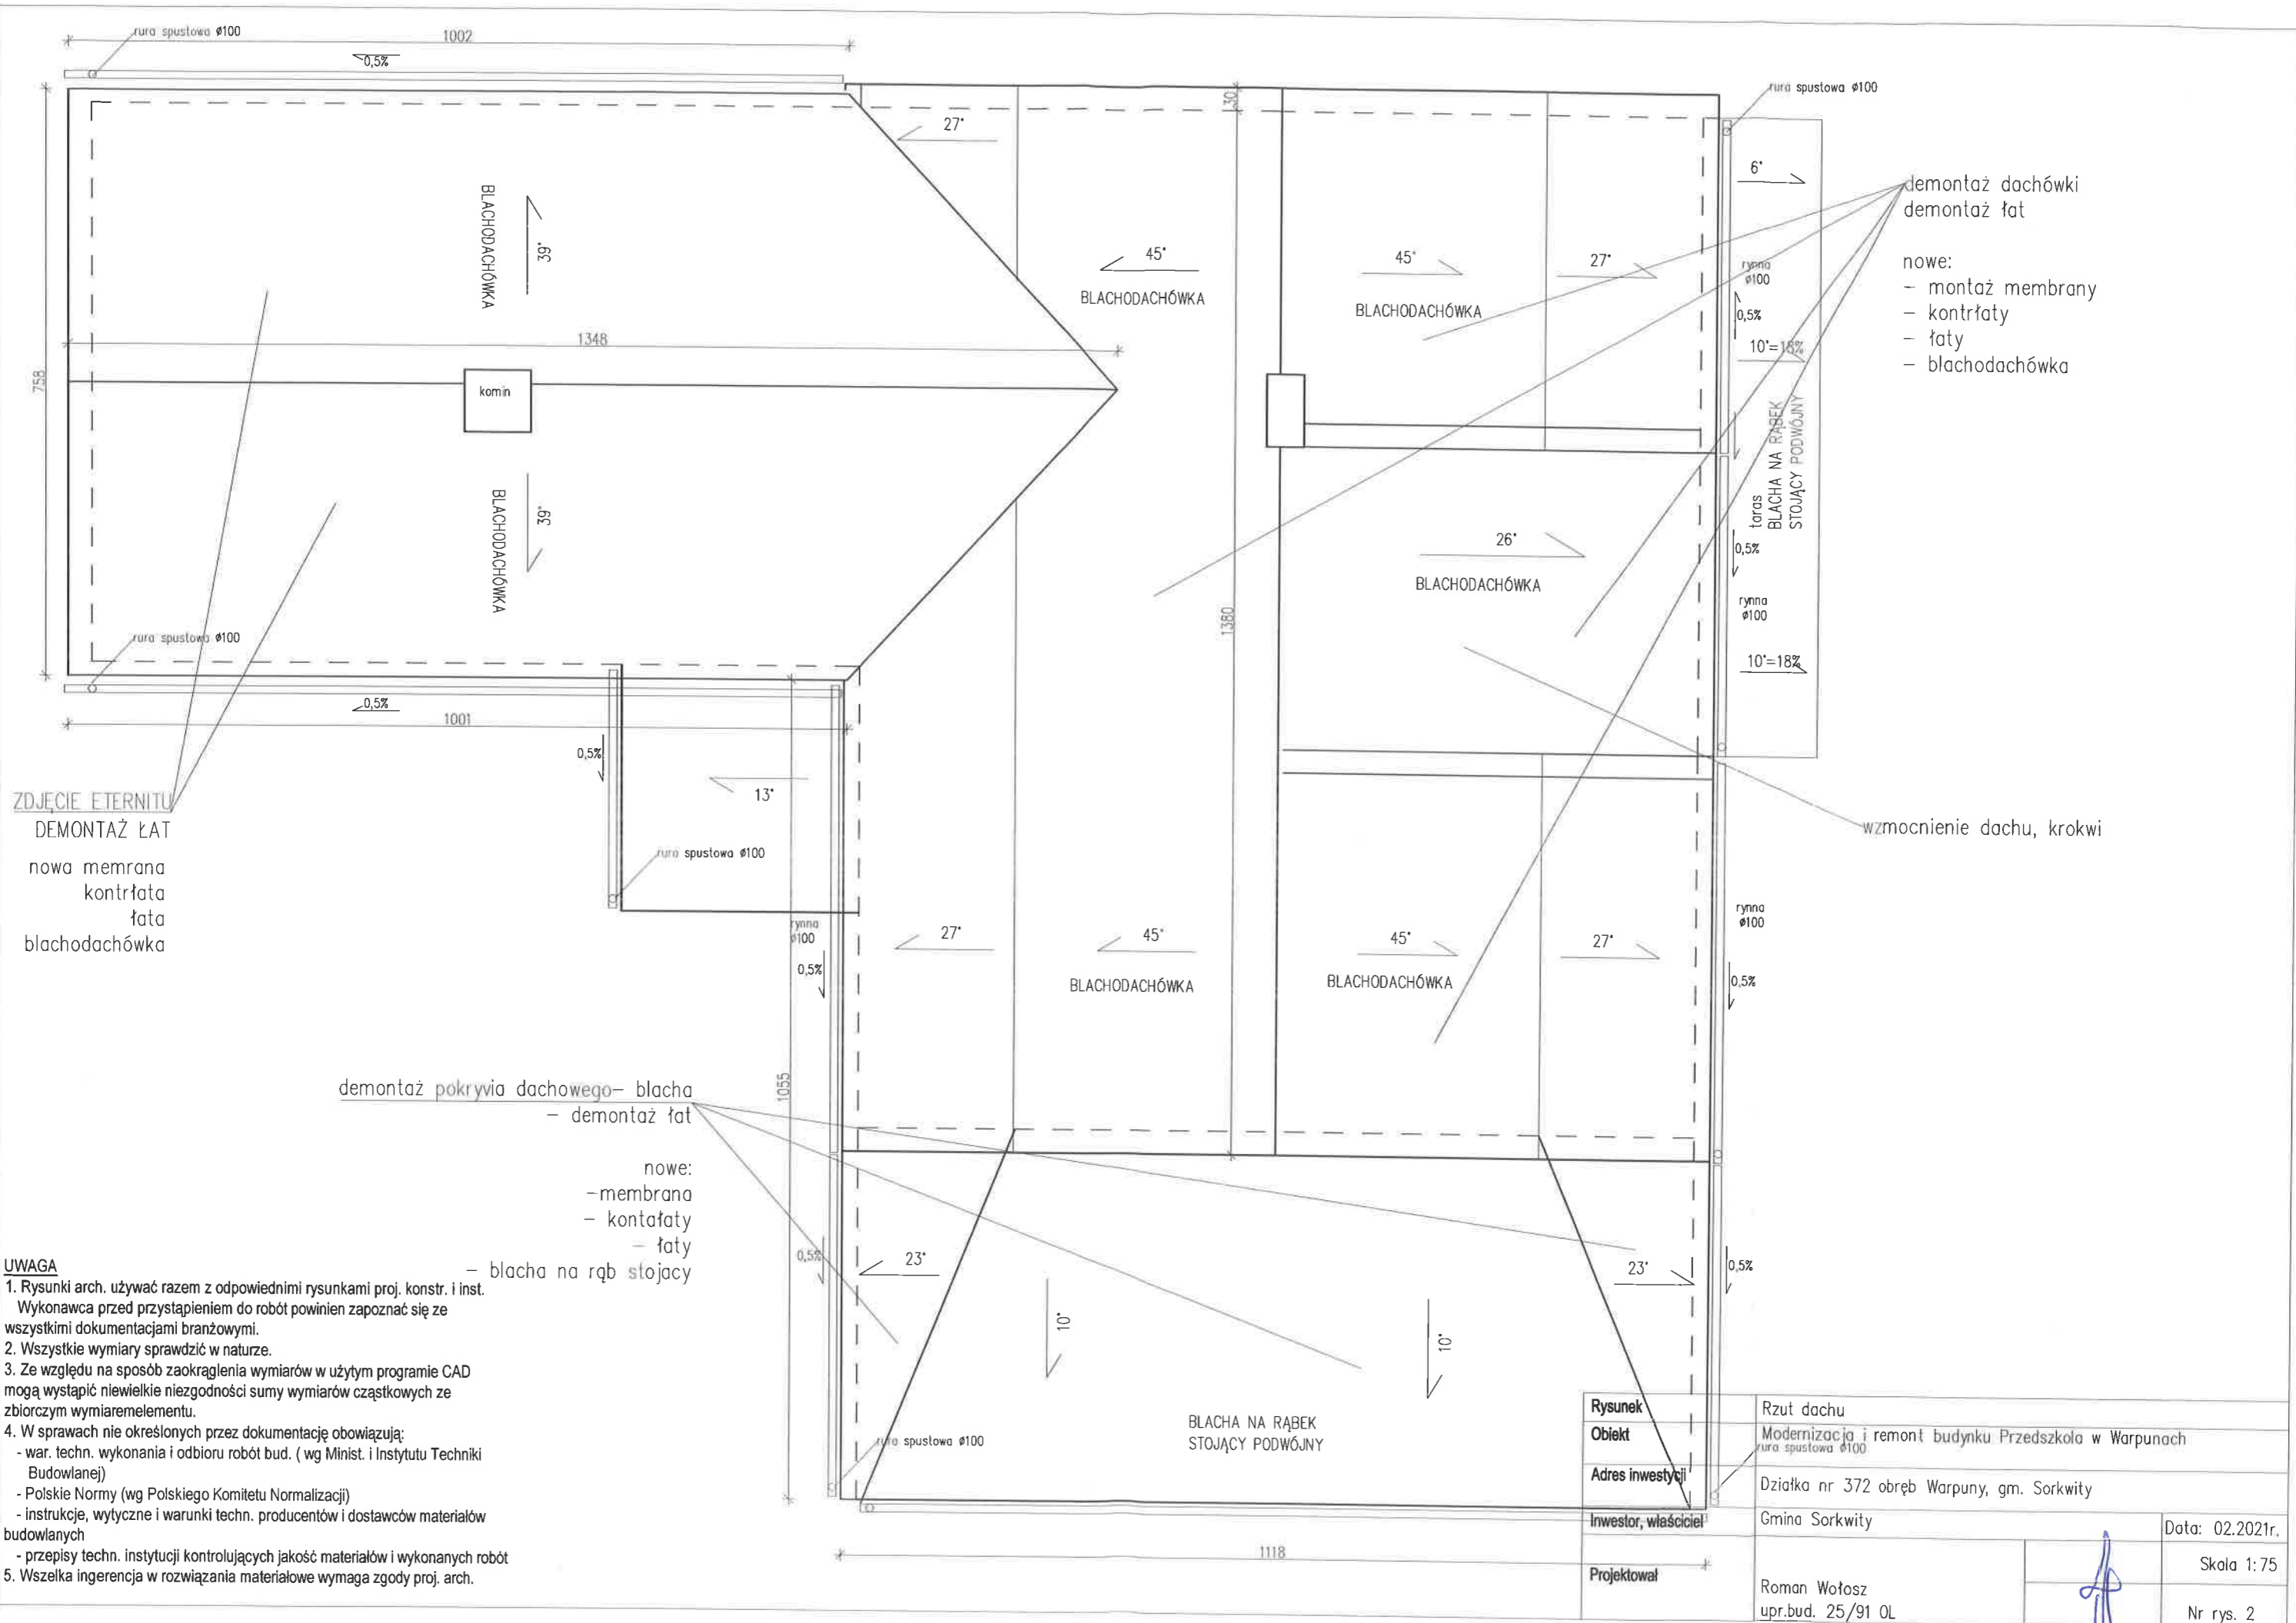 rura spustowa ø100
1002
0,5%
30
rura spustowa ø100
27°
6°
demontaż dachówki
demontaż łat
nowe:
- montaż membrany
- kontrłaty
- łaty
- blachodachówka
BLACHODACHÓWKA
39°
45°
BLACHODACHÓWKA
45°
BLACHODACHÓWKA
27°
rynna
ø100
0,5%
10°=18%
1348
758
komin
taras
BLACHA NA RĄBEK
STOJĄCY PODWÓJNY
BLACHODACHÓWKA
39°
26°
BLACHODACHÓWKA
0,5%
rynna
ø100
10°=18%
1380
rura spustowa ø100
0,5%
1001
0,5%
13°
rura spustowa ø100
ZDJĘCIE ETERNITU
DEMONTAŻ ŁAT
nowa memrana
kontrłata
łata
blachodachówka
wzmocnienie dachu, krokwi
rynna
ø100
0,5%
27°
45°
BLACHODACHÓWKA
45°
BLACHODACHÓWKA
27°
rynna
ø100
0,5%
1055
demontaż pokryvia dachowego- blacha
- demontaż łat
nowe:
-membrana
- kontałaty
- łaty
- blacha na rąb stojacy
0,5%
23°
10°
10°
23°
0,5%
BLACHA NA RĄBEK
STOJĄCY PODWÓJNY
rura spustowa ø100
1118
UWAGA
1. Rysunki arch. używać razem z odpowiednimi rysunkami proj. konstr. i inst.
Wykonawca przed przystąpieniem do robót powinien zapoznać się ze
wszystkimi dokumentacjami branżowymi.
2. Wszystkie wymiary sprawdzić w naturze.
3. Ze względu na sposób zaokrąglenia wymiarów w użytym programie CAD
mogą wystąpić niewielkie niezgodności sumy wymiarów cząstkowych ze
zbiorczym wymiaremelementu.
4. W sprawach nie określonych przez dokumentację obowiązują:
- war. techn. wykonania i odbioru robót bud. ( wg Minist. i Instytutu Techniki
Budowlanej)
- Polskie Normy (wg Polskiego Komitetu Normalizacji)
- instrukcje, wytyczne i warunki techn. producentów i dostawców materiałów
budowlanych
- przepisy techn. instytucji kontrolujących jakość materiałów i wykonanych robót
5. Wszelka ingerencja w rozwiązania materiałowe wymaga zgody proj. arch.
Rysunek
Rzut dachu
Obiekt
Modernizacja i remont budynku Przedszkola w Warpunach
rura spustowa ø100
Adres inwestycji
Działka nr 372 obręb Warpuny, gm. Sorkwity
Inwestor, właściciel
Gmina Sorkwity
Data: 02.2021r.
Skala 1:75
Projektował
Roman Wołosz
upr.bud. 25/91 OL
Nr rys. 2